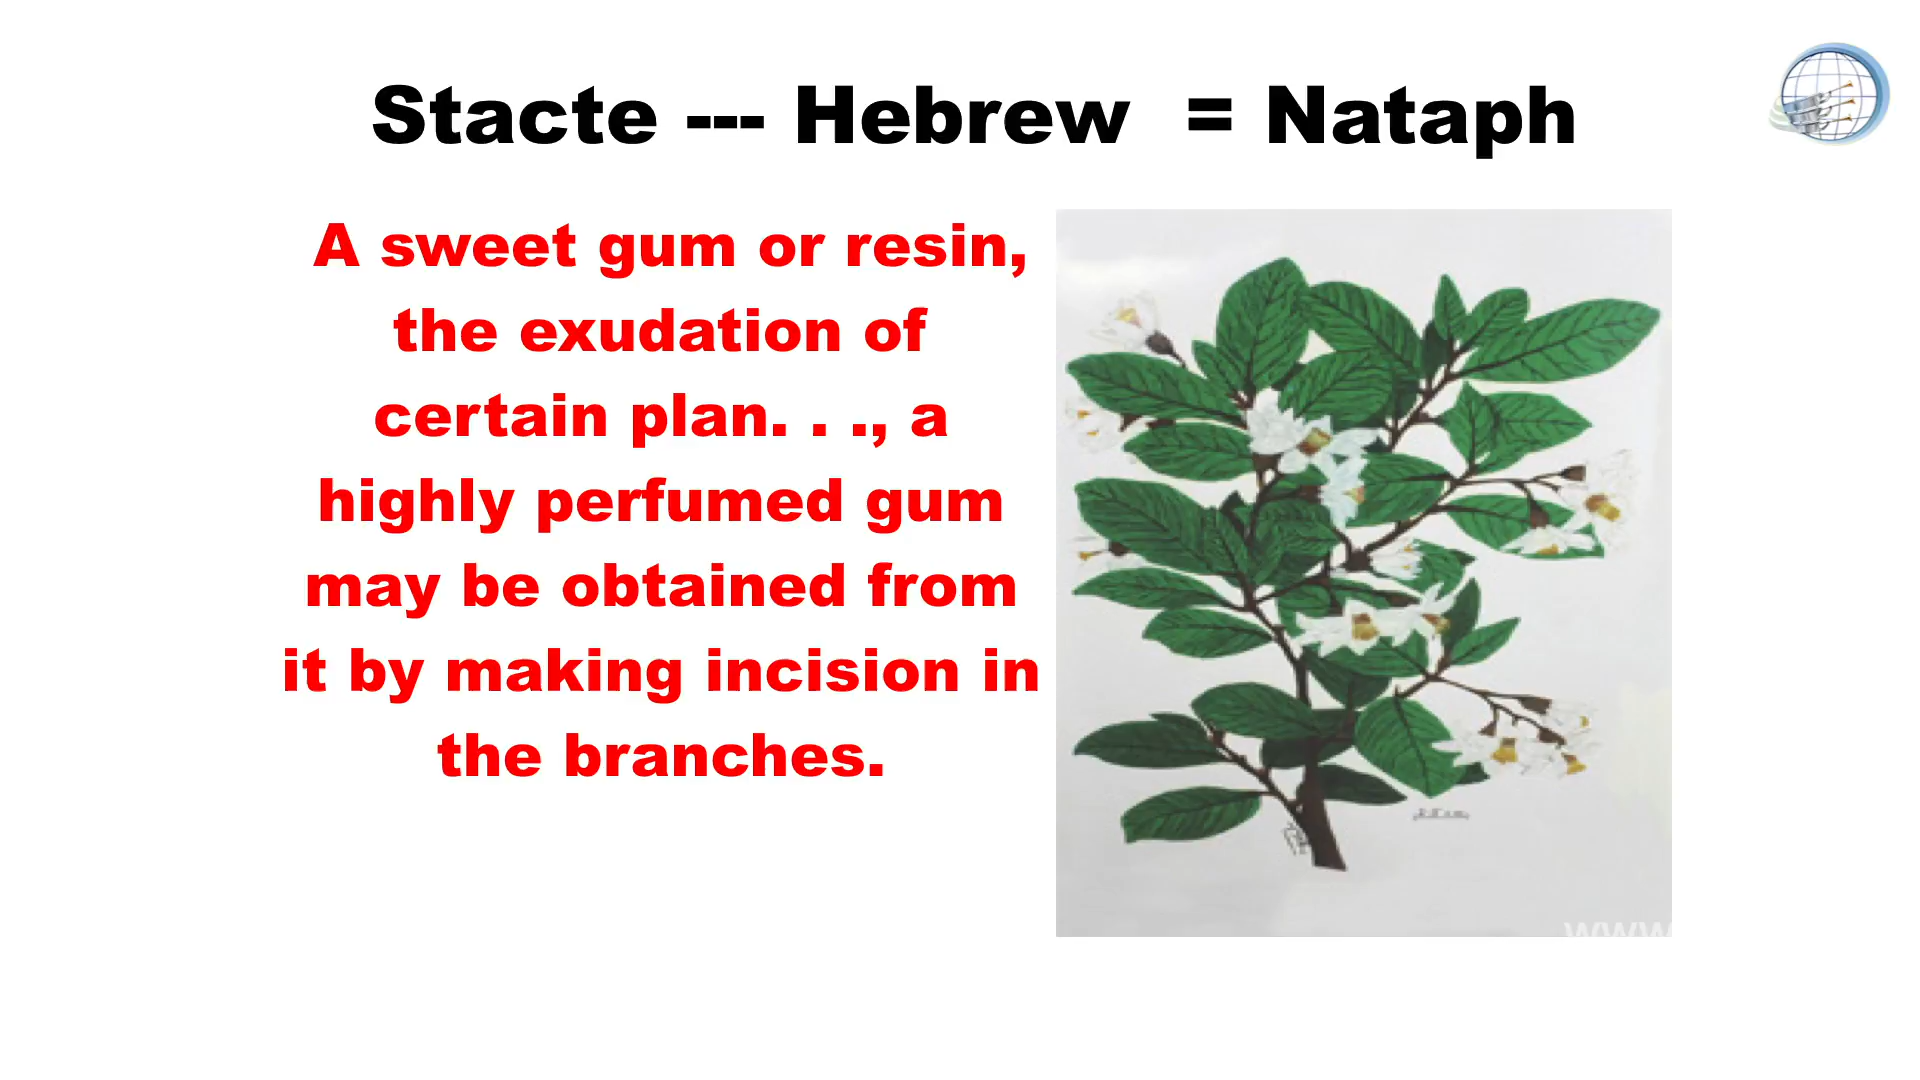 Stacte --- Hebrew = Nataph
A sweet gum or resin,
the exudation of
certain plan. . ., a
highly perfumed gum
may be obtained from
it by making incision in
the branches.
www